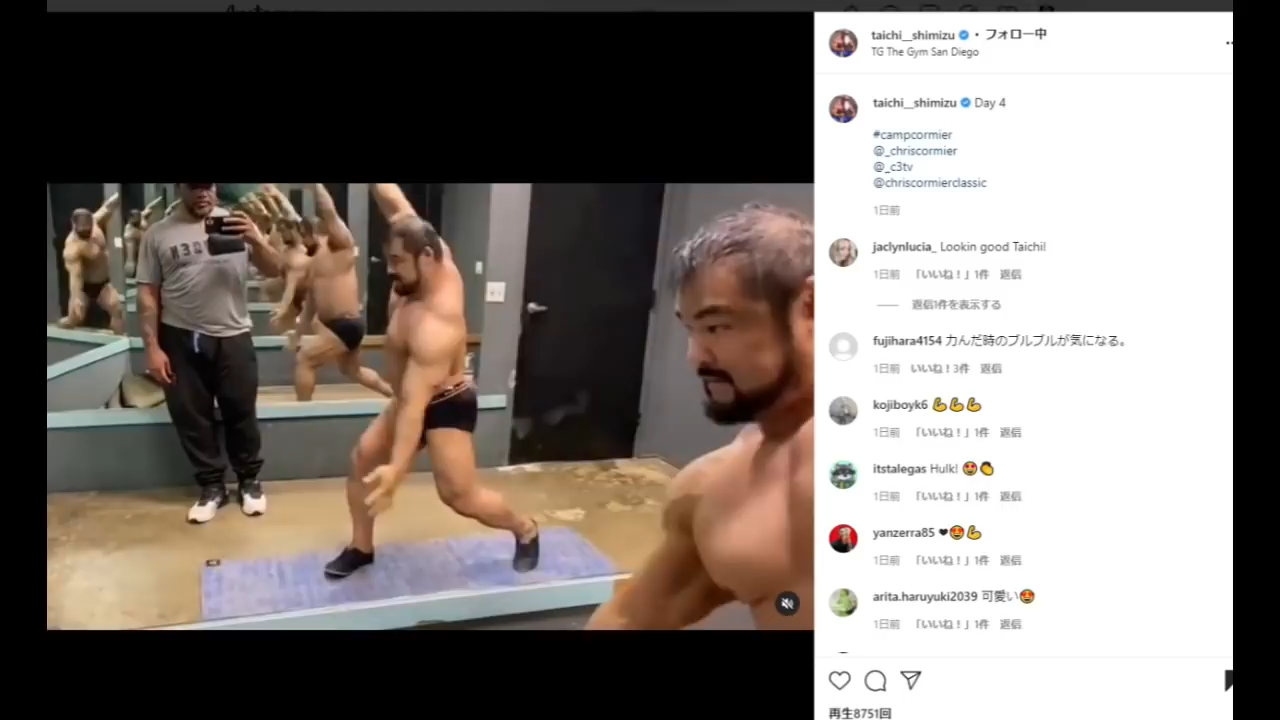 taichi__shimizu • フォロー中
TG The Gym San Diego
taichi__shimizu Day 4
#campcormier
@_chriscormier
@_c3tv
@chriscormierclassic
1日前
jaclynlucia_ Lookin good Taichi!
1日前 「いいね！」1件 返信
返信1件を表示する
fujihara4154 力んだ時のブルブルが気になる。
1日前 いいね！3件 返信
kojiboyk6 💪💪💪
1日前 「いいね！」1件 返信
itstalegas Hulk! 😍👏
1日前 「いいね！」1件 返信
yanzerra85 ❤😍💪
1日前 「いいね！」1件 返信
arita.haruyuki2039 可愛い😍
1日前 「いいね！」1件 返信
再生8751回